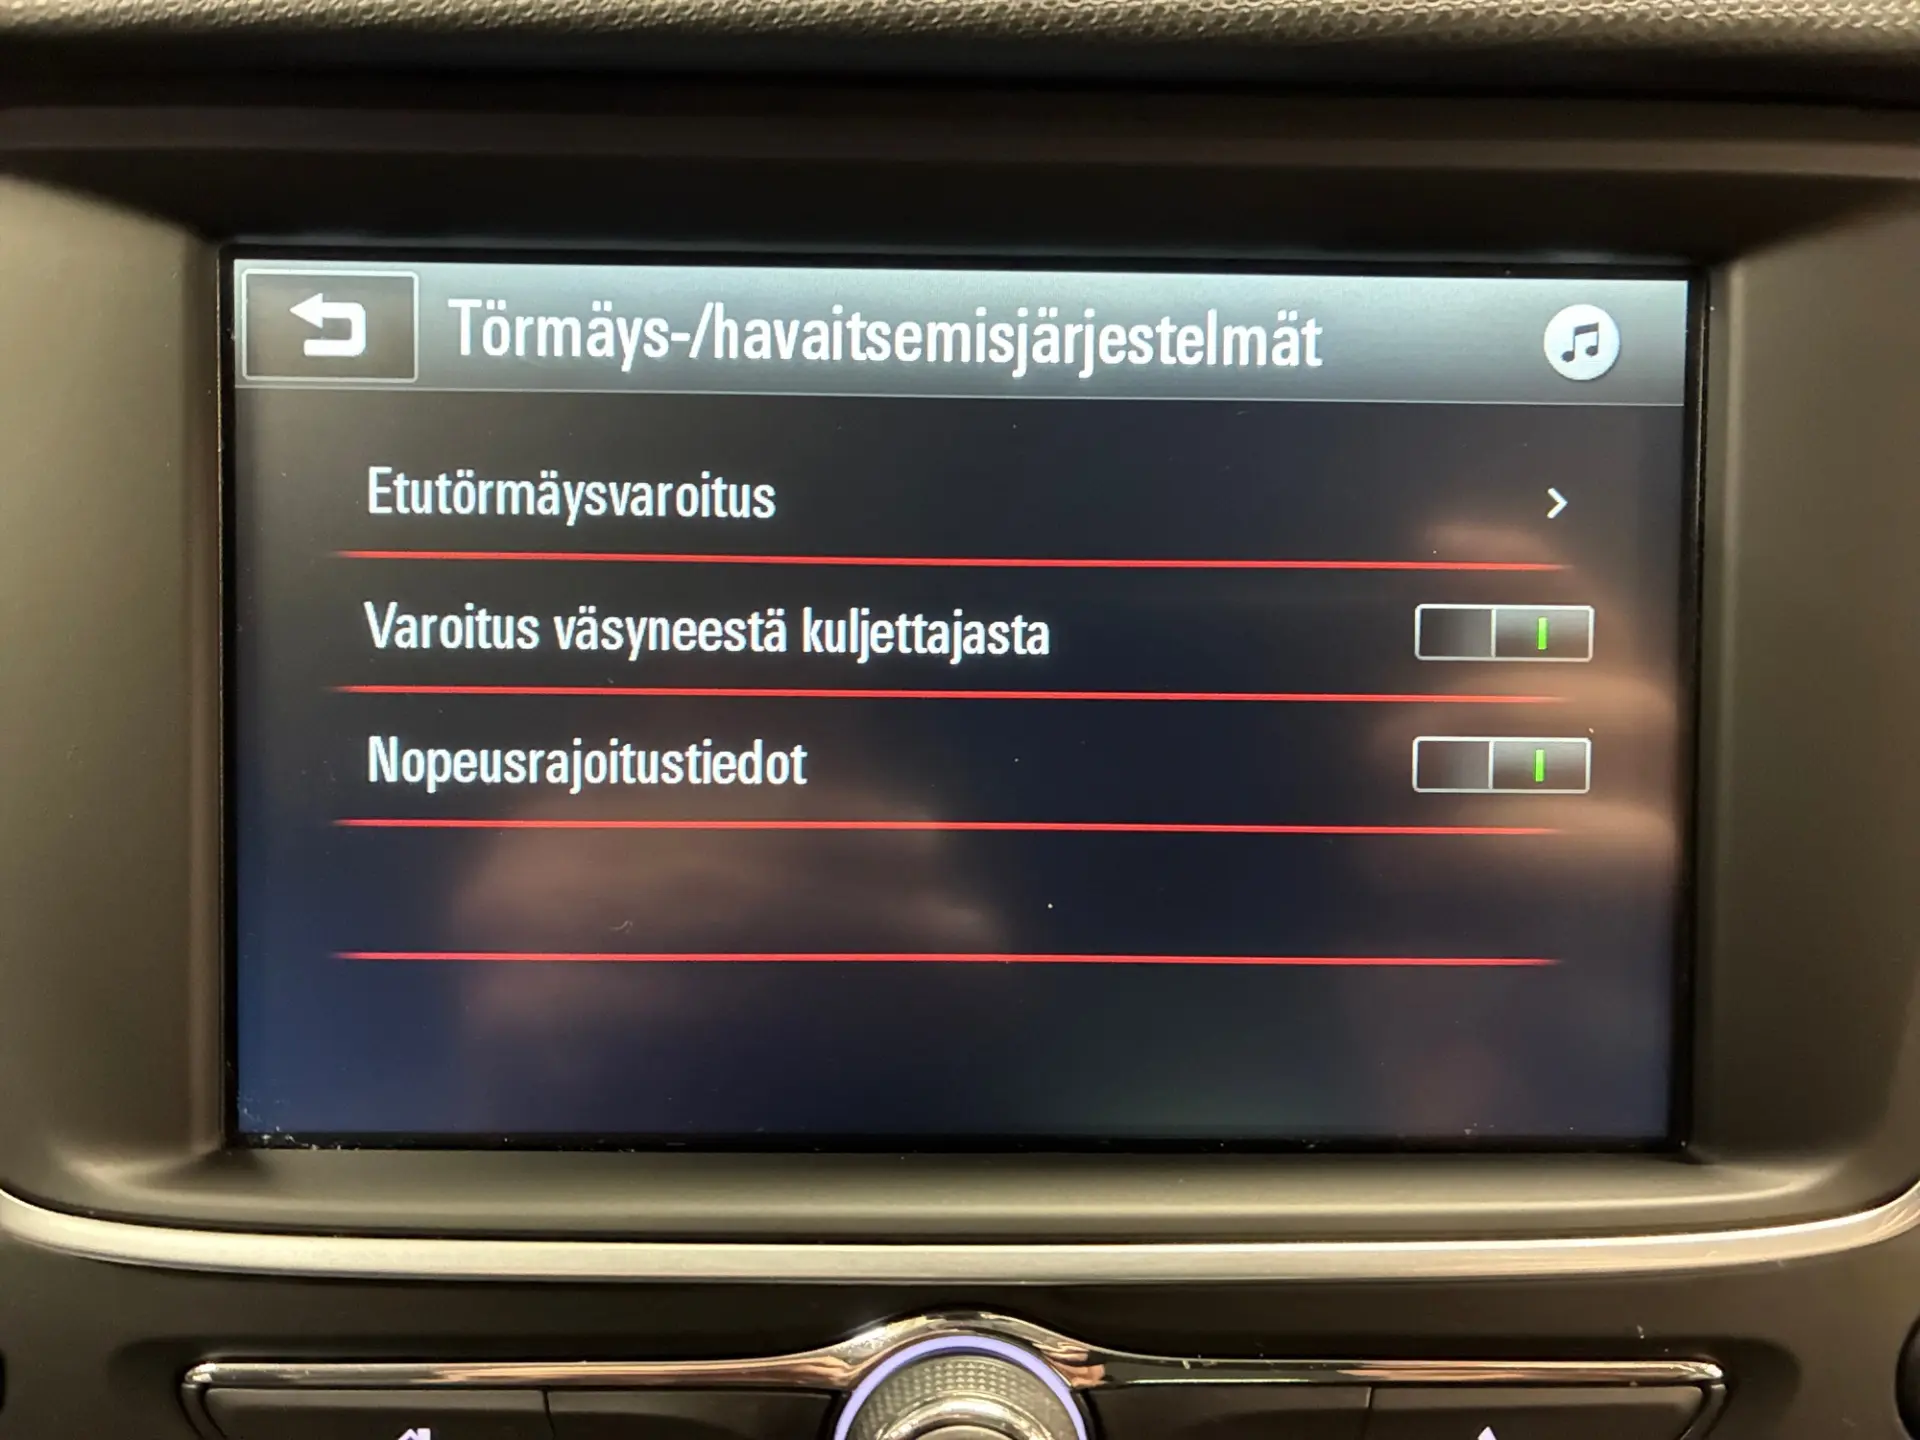 Törmäys-/havaitsemisjärjestelmät
Etutörmäysvaroitus
Varoitus väsyneestä kuljettajasta
Nopeusrajoitustiedot